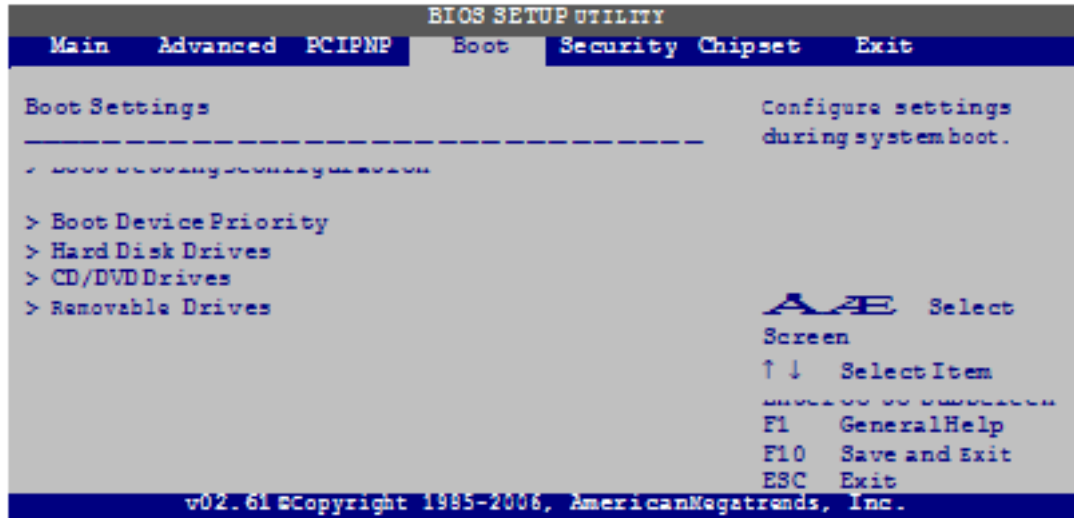 BIOS SETUP UTILITY
Main Advanced PCIPNP Boot Security Chipset Exit
Boot Settings
> Boot Device Priority
> Hard Disk Drives
> CD/DVD Drives
> Removable Drives
Configure settings
during system boot.
Select
Screen
↑ ↓ Select Item
F1 General Help
F10 Save and Exit
ESC Exit
v02.61 ©Copyright 1985-2006, American Megatrends, Inc.